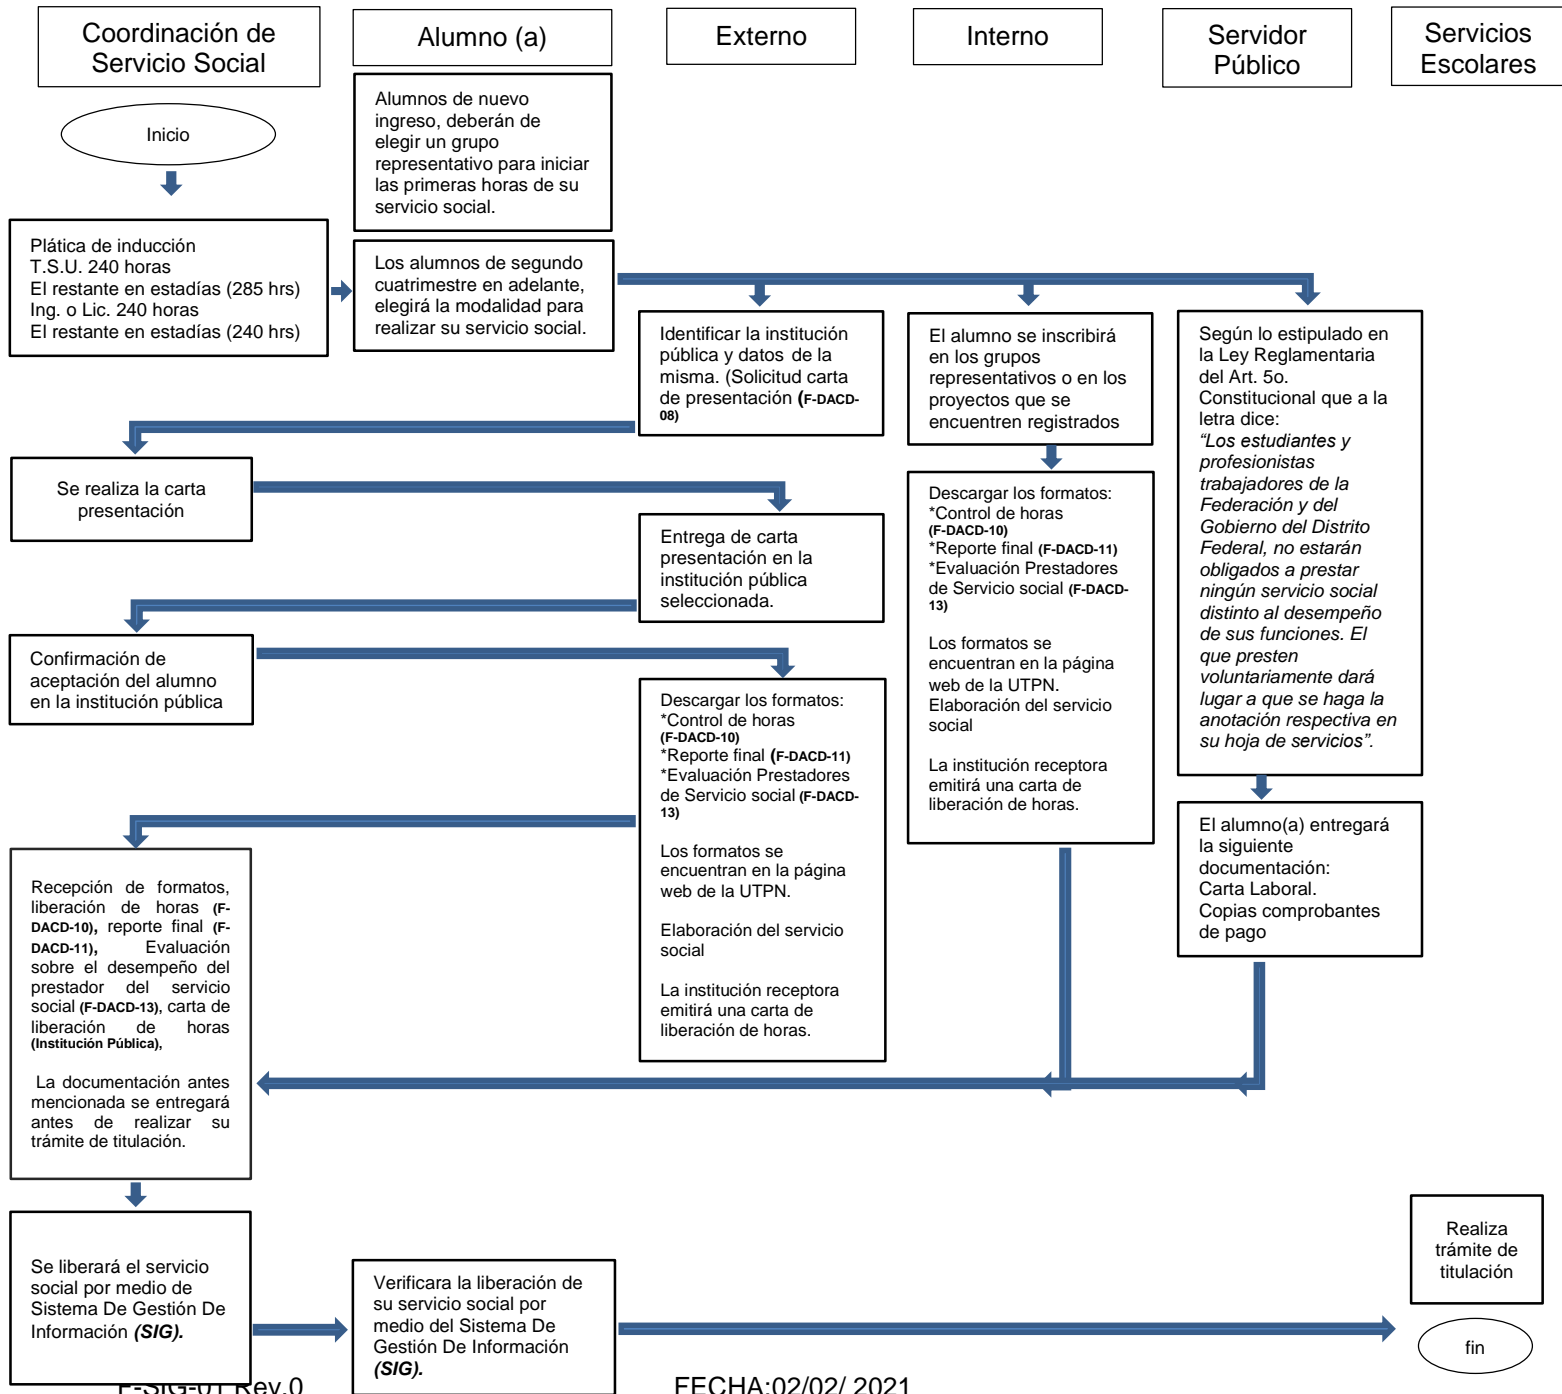 Coordinación de
Servicio Social
Alumno (a)
Externo
Interno
Servidor
Público
Servicios
Escolares
Inicio
Alumnos de nuevo
ingreso, deberán de
elegir un grupo
representativo para iniciar
las primeras horas de su
servicio social.
Plática de inducción
T.S.U. 240 horas
El restante en estadías (285 hrs)
Ing. o Lic. 240 horas
El restante en estadías (240 hrs)
Los alumnos de segundo
cuatrimestre en adelante,
elegirá la modalidad para
realizar su servicio social.
Identificar la institución
pública y datos de la
misma. (Solicitud carta
de presentación (F-DACD-
08)
El alumno se inscribirá
en los grupos
representativos o en los
proyectos que se
encuentren registrados
Según lo estipulado en
la Ley Reglamentaria
del Art. 5o.
Constitucional que a la
letra dice:
“Los estudiantes y
profesionistas
trabajadores de la
Federación y del
Gobierno del Distrito
Federal, no estarán
obligados a prestar
ningún servicio social
distinto al desempeño
de sus funciones. El
que presten
voluntariamente dará
lugar a que se haga la
anotación respectiva en
su hoja de servicios”.
Se realiza la carta
presentación
Entrega de carta
presentación en la
institución pública
seleccionada.
Descargar los formatos:
*Control de horas
(F-DACD-10)
*Reporte final (F-DACD-11)
*Evaluación Prestadores
de Servicio social (F-DACD-
13)
Los formatos se
encuentran en la página
web de la UTPN.
Elaboración del servicio
social
La institución receptora
emitirá una carta de
liberación de horas.
Confirmación de
aceptación del alumno
en la institución pública
Descargar los formatos:
*Control de horas
(F-DACD-10)
*Reporte final (F-DACD-11)
*Evaluación Prestadores
de Servicio social (F-DACD-
13)
Los formatos se
encuentran en la página
web de la UTPN.
Elaboración del servicio
social
La institución receptora
emitirá una carta de
liberación de horas.
El alumno(a) entregará
la siguiente
documentación:
Carta Laboral.
Copias comprobantes
de pago
Recepción de formatos,
liberación de horas (F-
DACD-10), reporte final (F-
DACD-11), Evaluación
sobre el desempeño del
prestador del servicio
social (F-DACD-13), carta de
liberación de horas
(Institución Pública),
La documentación antes
mencionada se entregará
antes de realizar su
trámite de titulación.
Se liberará el servicio
social por medio de
Sistema De Gestión De
Información (SIG).
Verificara la liberación de
su servicio social por
medio del Sistema De
Gestión De Información
(SIG).
Realiza
trámite de
titulación
fin
F-SIG-01 Rev.0
FECHA:02/02/ 2021